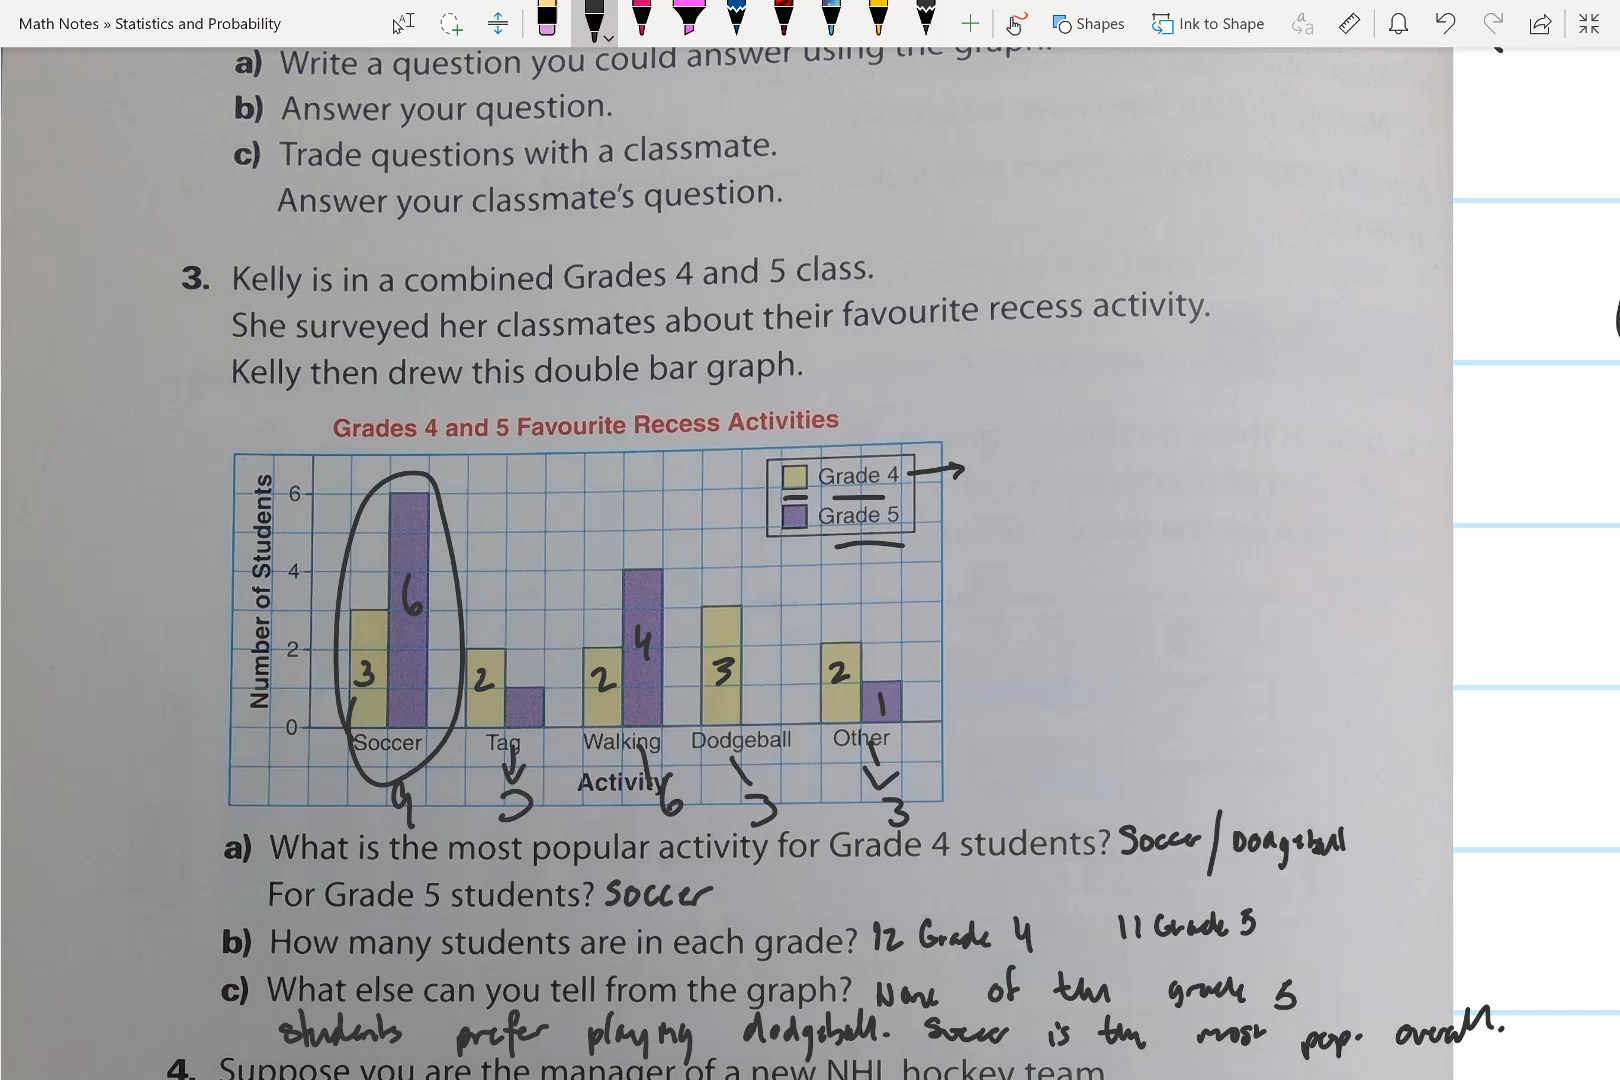 Math Notes » Statistics and Probability
Shapes
Ink to Shape
a) Write a question you could answer using the graph.
b) Answer your question.
c) Trade questions with a classmate.
Answer your classmate's question.
3. Kelly is in a combined Grades 4 and 5 class.
She surveyed her classmates about their favourite recess activity.
Kelly then drew this double bar graph.
Grades 4 and 5 Favourite Recess Activities
Number of Students
6
4
2
0
Grade 4
Grade 5
3 6 2 2 4 3 2 1
Soccer Tag Walking Dodgeball Other
Activity
9 3 6 3 3
a) What is the most popular activity for Grade 4 students? Soccer / Dodgeball
For Grade 5 students? Soccer
b) How many students are in each grade? 12 Grade 4 11 Grade 5
c) What else can you tell from the graph? None of the grade 5
students prefer playing dodgeball. Soccer is the most pop. overall.
4. Suppose you are the manager of a new NHL hockey team